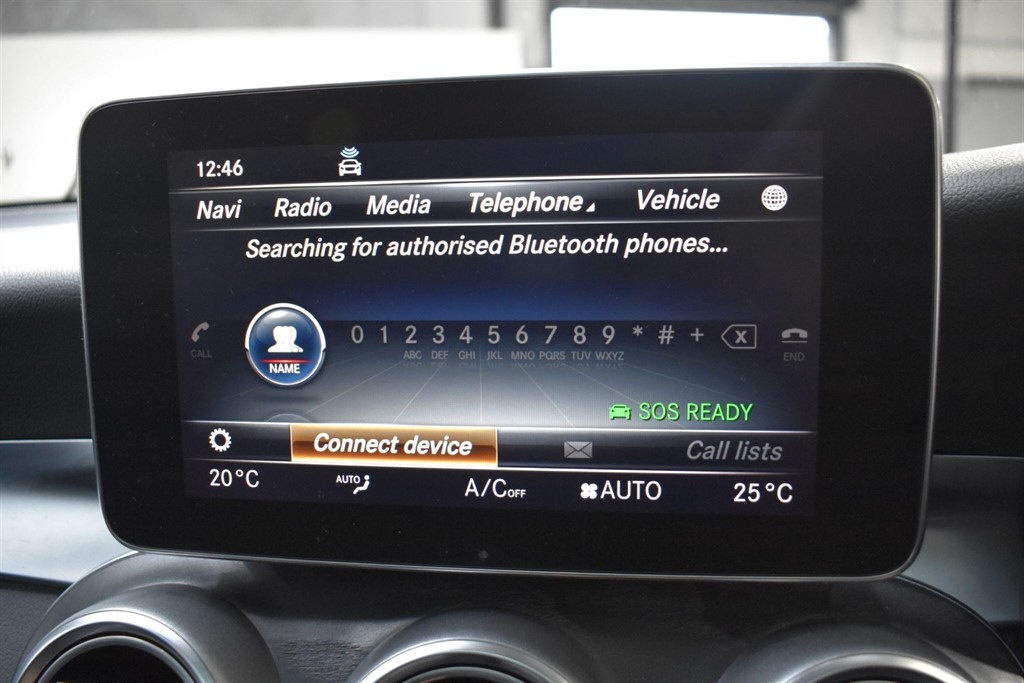 12:46
Navi Radio Media Telephone Vehicle
Searching for authorised Bluetooth phones...
0 1 2 3 4 5 6 7 8 9 * # + X
ABC DEF GHI JKL MNO PQRS TUV WXYZ
CALL NAME END
SOS READY
Connect device Call lists
20°C AUTO A/C OFF AUTO 25°C